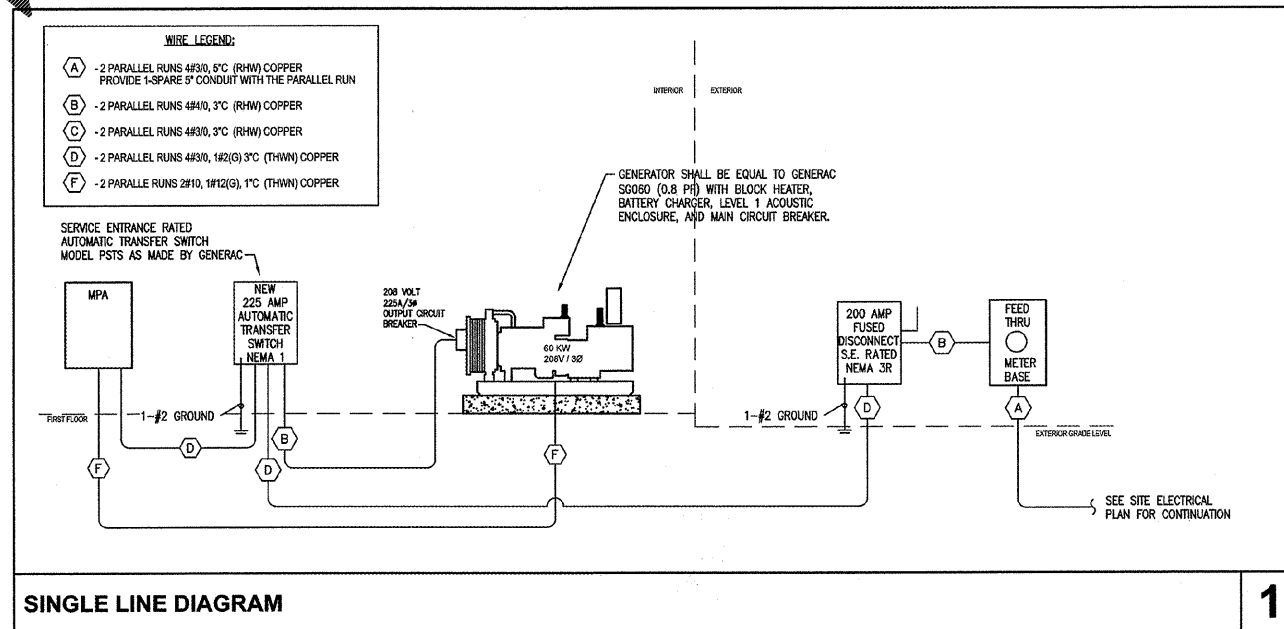 WIRE LEGEND:
A - 2 PARALLEL RUNS 4#3/0, 5"C (RHW) COPPER
PROVIDE 1-SPARE 5" CONDUIT WITH THE PARALLEL RUN
B - 2 PARALLEL RUNS 4#4/0, 3"C (RHW) COPPER
C - 2 PARALLEL RUNS 4#3/0, 3"C (RHW) COPPER
D - 2 PARALLEL RUNS 4#3/0, 1#2(G) 3"C (THWN) COPPER
F - 2 PARALLE RUNS 2#10, 1#12(G), 1"C (THWN) COPPER
INTERIOR
EXTERIOR
GENERATOR SHALL BE EQUAL TO GENERAC
SG060 (0.8 PF) WITH BLOCK HEATER,
BATTERY CHARGER, LEVEL 1 ACOUSTIC
ENCLOSURE, AND MAIN CIRCUIT BREAKER.
SERVICE ENTRANCE RATED
AUTOMATIC TRANSFER SWITCH
MODEL PSTS AS MADE BY GENERAC
MPA
NEW
225 AMP
AUTOMATIC
TRANSFER
SWITCH
NEMA 1
208 VOLT
225A/3Ø
OUTPUT CIRCUIT
BREAKER
60 KW
208V / 3Ø
200 AMP
FUSED
DISCONNECT
S.E. RATED
NEMA 3R
B
FEED
THRU
METER
BASE
FIRST FLOOR
1-#2 GROUND
1-#2 GROUND
D
A
EXTERIOR GRADE LEVEL
D
B
F
D
F
SEE SITE ELECTRICAL
PLAN FOR CONTINUATION
SINGLE LINE DIAGRAM
1